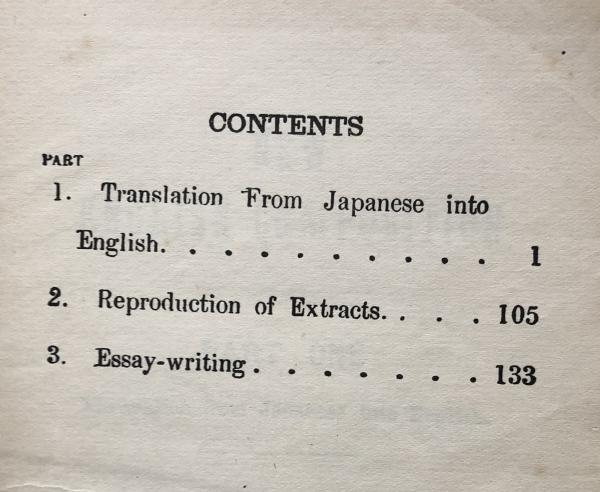 CONTENTS
PART
1. Translation From Japanese into
English. . . . . . . . . . 1
2. Reproduction of Extracts. . . . 105
3. Essay-writing . . . . . . . 133